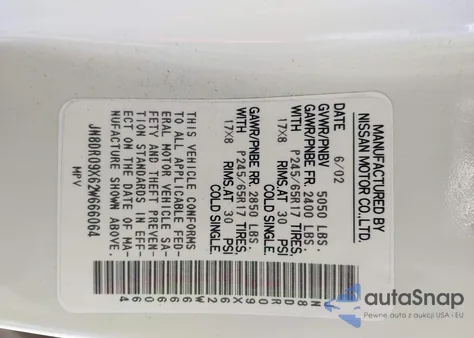 MANUFACTURED BY
NISSAN MOTOR CO.,LTD.
DATE 6/02
GVWR/PNBV 5050 LBS.
GAWR/PNBE FR 2400 LBS.
WITH P245/65R17 TIRES.
17X8 RIMS,AT 30 PSI
COLD SINGLE.
GAWR/PNBE RR 2850 LBS.
WITH P245/65R17 TIRES.
17X8 RIMS,AT 30 PSI
COLD SINGLE.
THIS VEHICLE CONFORMS
TO ALL APPLICABLE FED-
ERAL MOTOR VEHICLE SA-
FETY AND THEFT PREVEN
TION STANDARDS IN EFF-
ECT ON THE DATE OF MA-
NUFACTURE SHOWN ABOVE.
JN8DR09X62W666064
MPV
autoSnap
Pewne auta z aukcji USA i EU